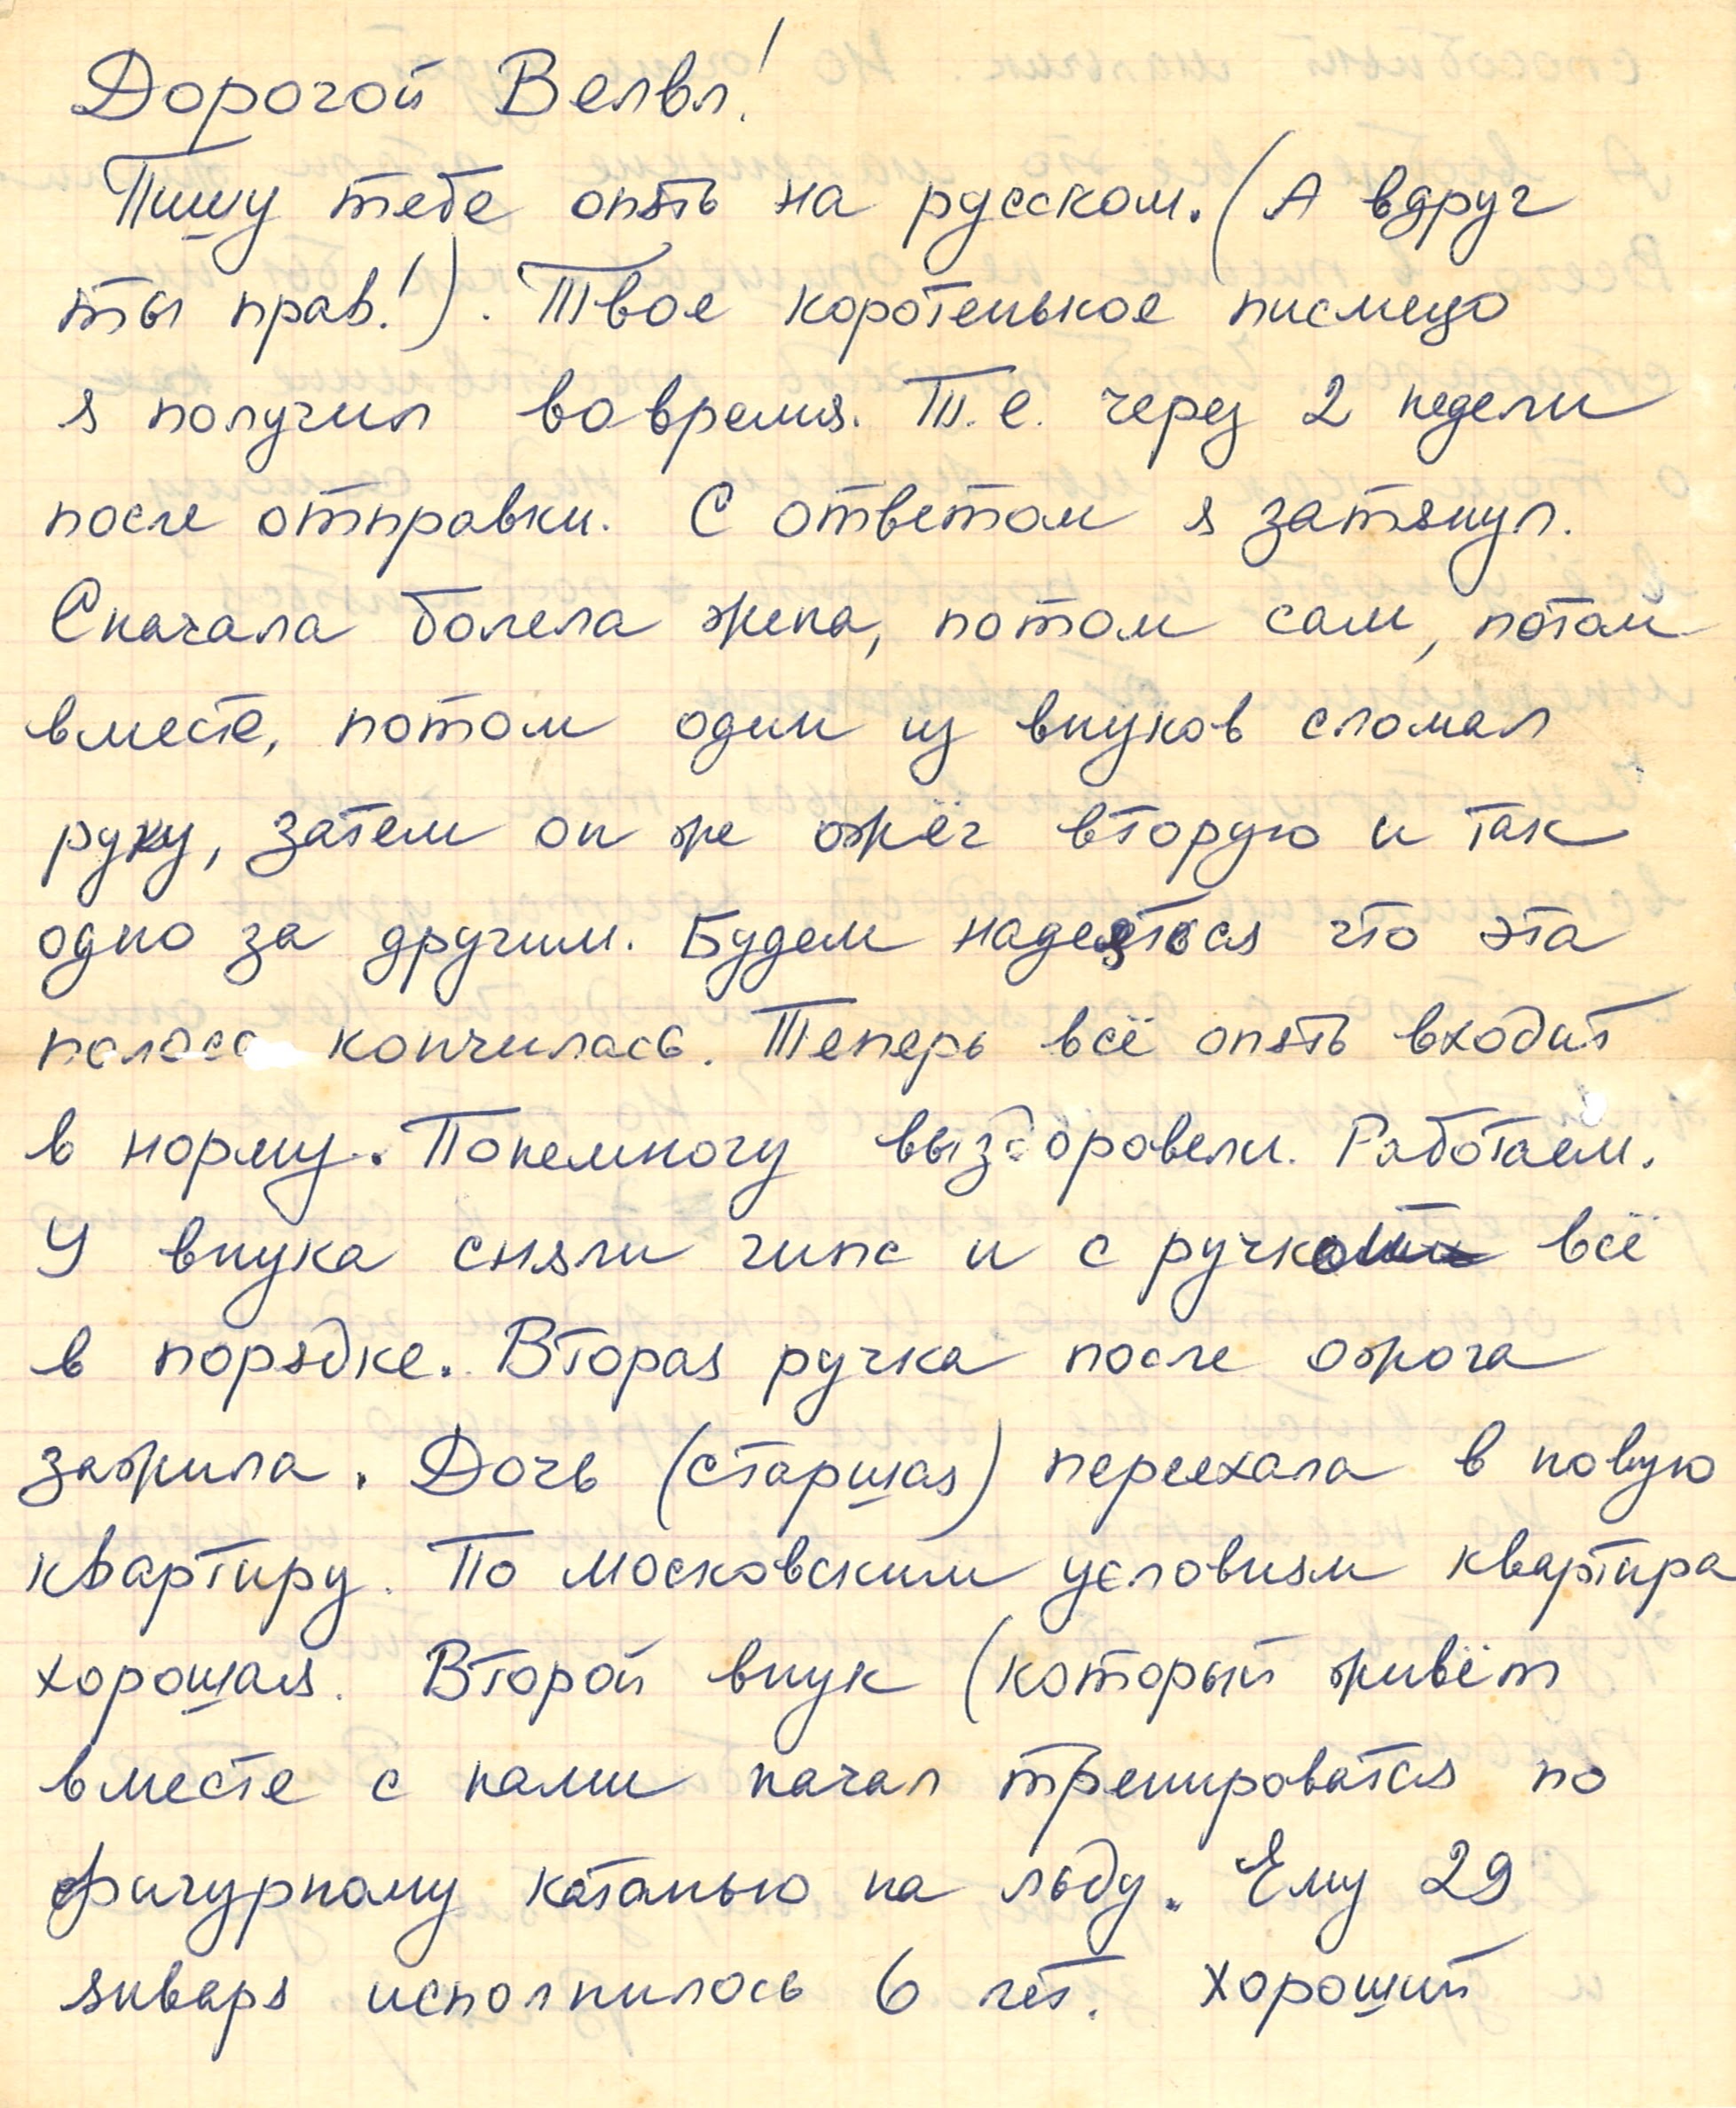 Дорогой Велвл!
Пишу тебе опять на русском. (А вдруг
ты прав!). Твое коротенькое писмецо
я получил вовремя. Т.е. через 2 недели
после отправки. С ответом я затянул.
Сначала болела жена, потом сам, потом
вместе, потом один из внуков сломал
руку, затем он же ожёг вторую и так
одно за другим. Будем надеятся что эта
полоса кончилась. Теперь всё опять входит
в норму. Понемногу выздоровели. Работаем.
У внука сняли гипс и с ручкой всё
в порядке. Вторая ручка после ожога
зажила. Дочь (старшая) переехала в новую
квартиру. По московским условиям квартира
хорошая. Второй внук (который живёт
вместе с нами начал тренироватся по
фигурному катанью на льду. Ему 29
января исполнилось 6 лет. Хороший